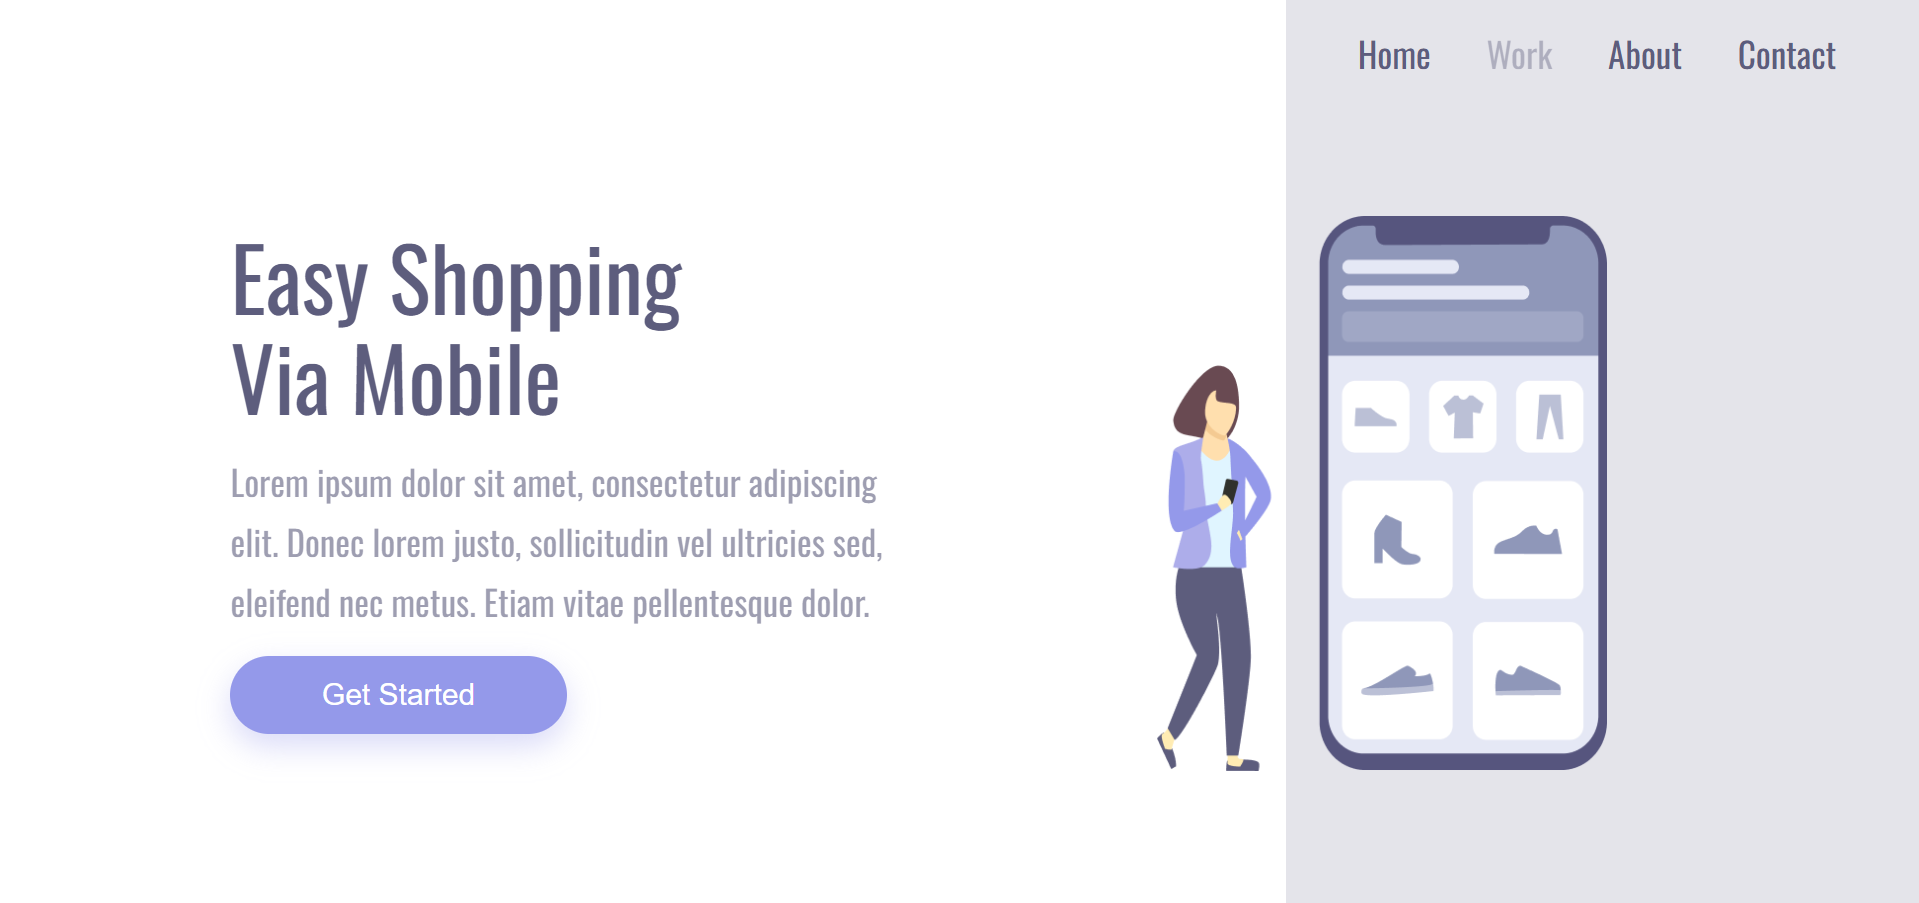 Home Work About Contact
Easy Shopping
Via Mobile
Lorem ipsum dolor sit amet, consectetur adipiscing
elit. Donec lorem justo, sollicitudin vel ultricies sed,
eleifend nec metus. Etiam vitae pellentesque dolor.
Get Started